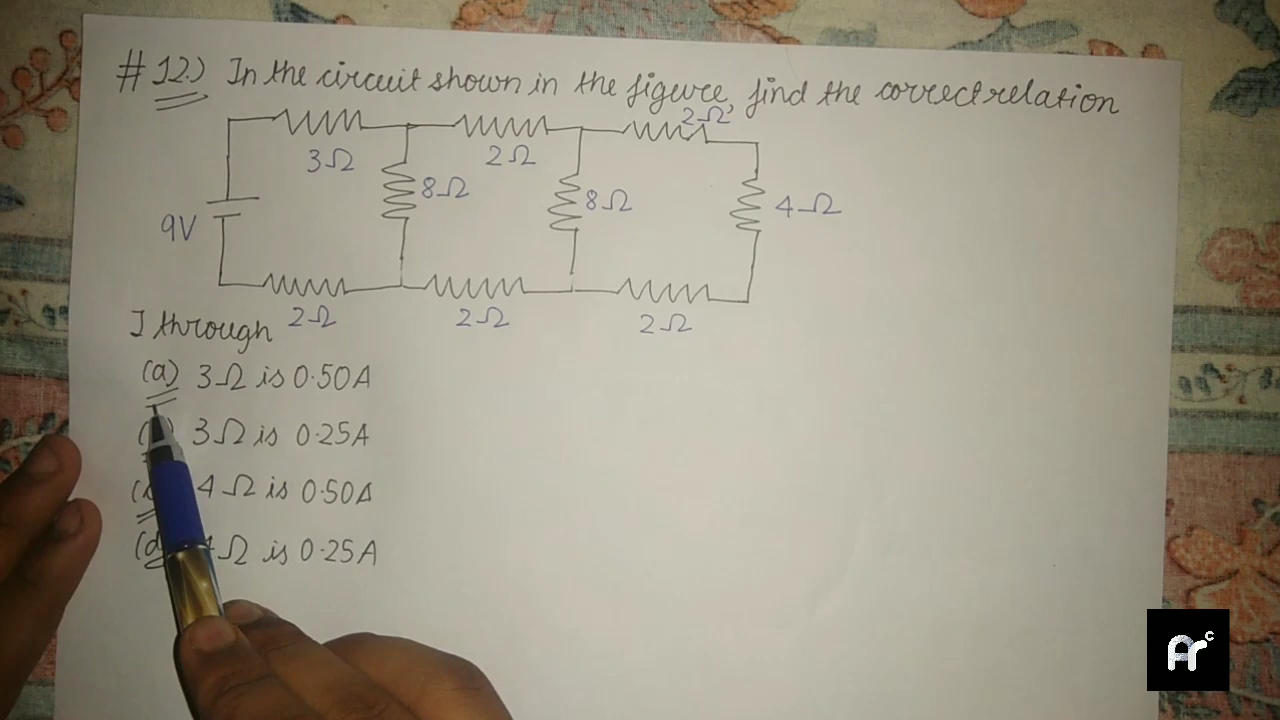 #12.) In the circuit shown in the figure, find the correct relation
3Ω 2Ω 2Ω
9V 8Ω 8Ω 4Ω
2Ω 2Ω 2Ω
I through
(a) 3Ω is 0.50A
3Ω is 0.25A
4Ω is 0.50A
(d) Ω is 0.25A
Arc